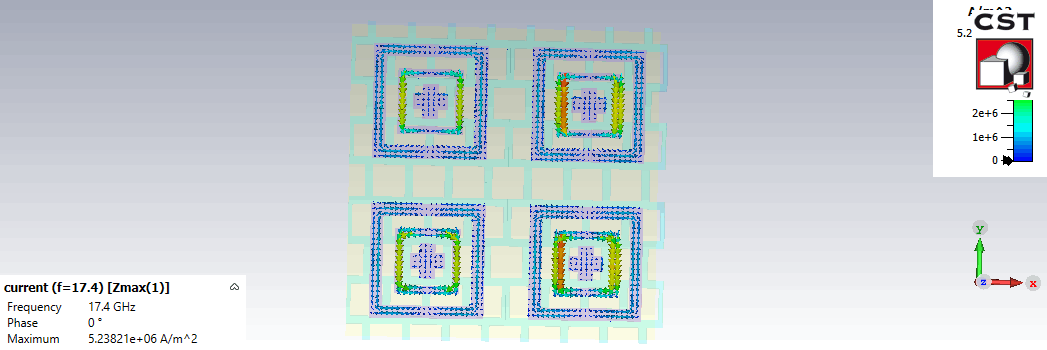 CST
5.2
2e+6
1e+6
0
Y
z
x
current (f=17.4) [Zmax(1)]
Frequency 17.4 GHz
Phase 0 °
Maximum 5.23821e+06 A/m^2